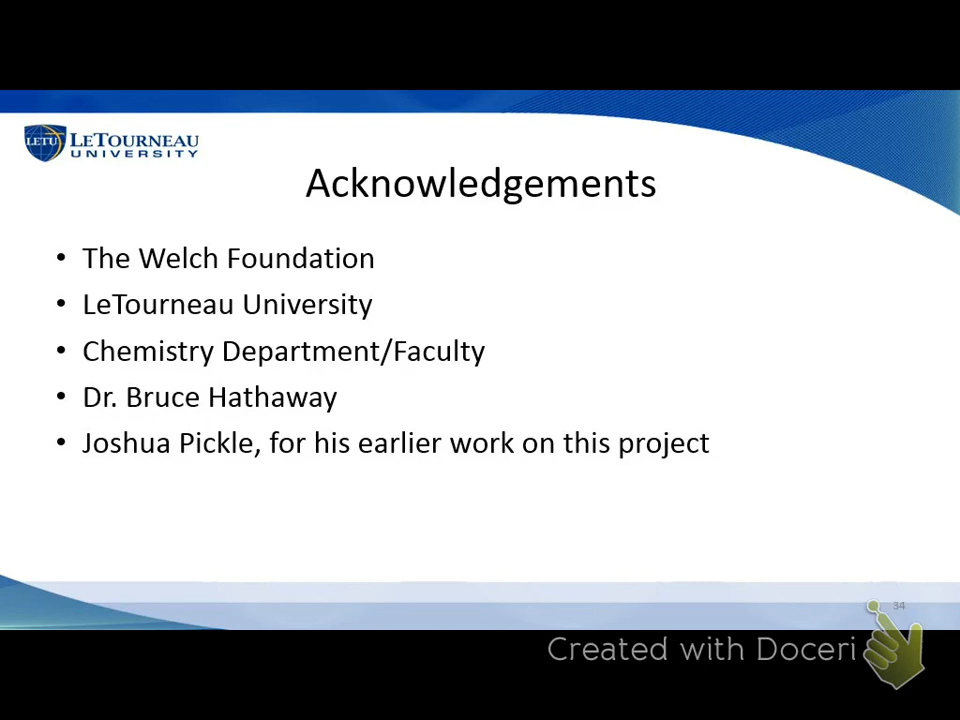 LETU
LETOURNEAU
UNIVERSITY
Acknowledgements
• The Welch Foundation
• LeTourneau University
• Chemistry Department/Faculty
• Dr. Bruce Hathaway
• Joshua Pickle, for his earlier work on this project
34
Created with Doceri